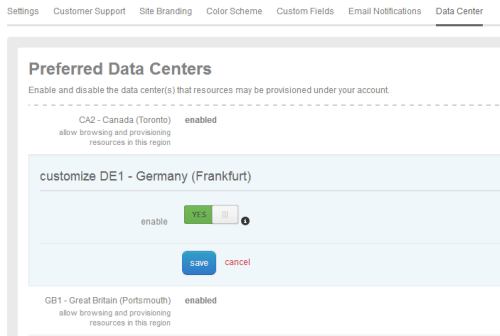 Settings Customer Support Site Branding Color Scheme Custom Fields Email Notifications Data Center
Preferred Data Centers
Enable and disable the data center(s) that resources may be provisioned under your account.
CA2 - Canada (Toronto) enabled
allow browsing and provisioning
resources in this region
customize DE1 - Germany (Frankfurt)
enable YES
save cancel
GB1 - Great Britain (Portsmouth) enabled
allow browsing and provisioning
resources in this region